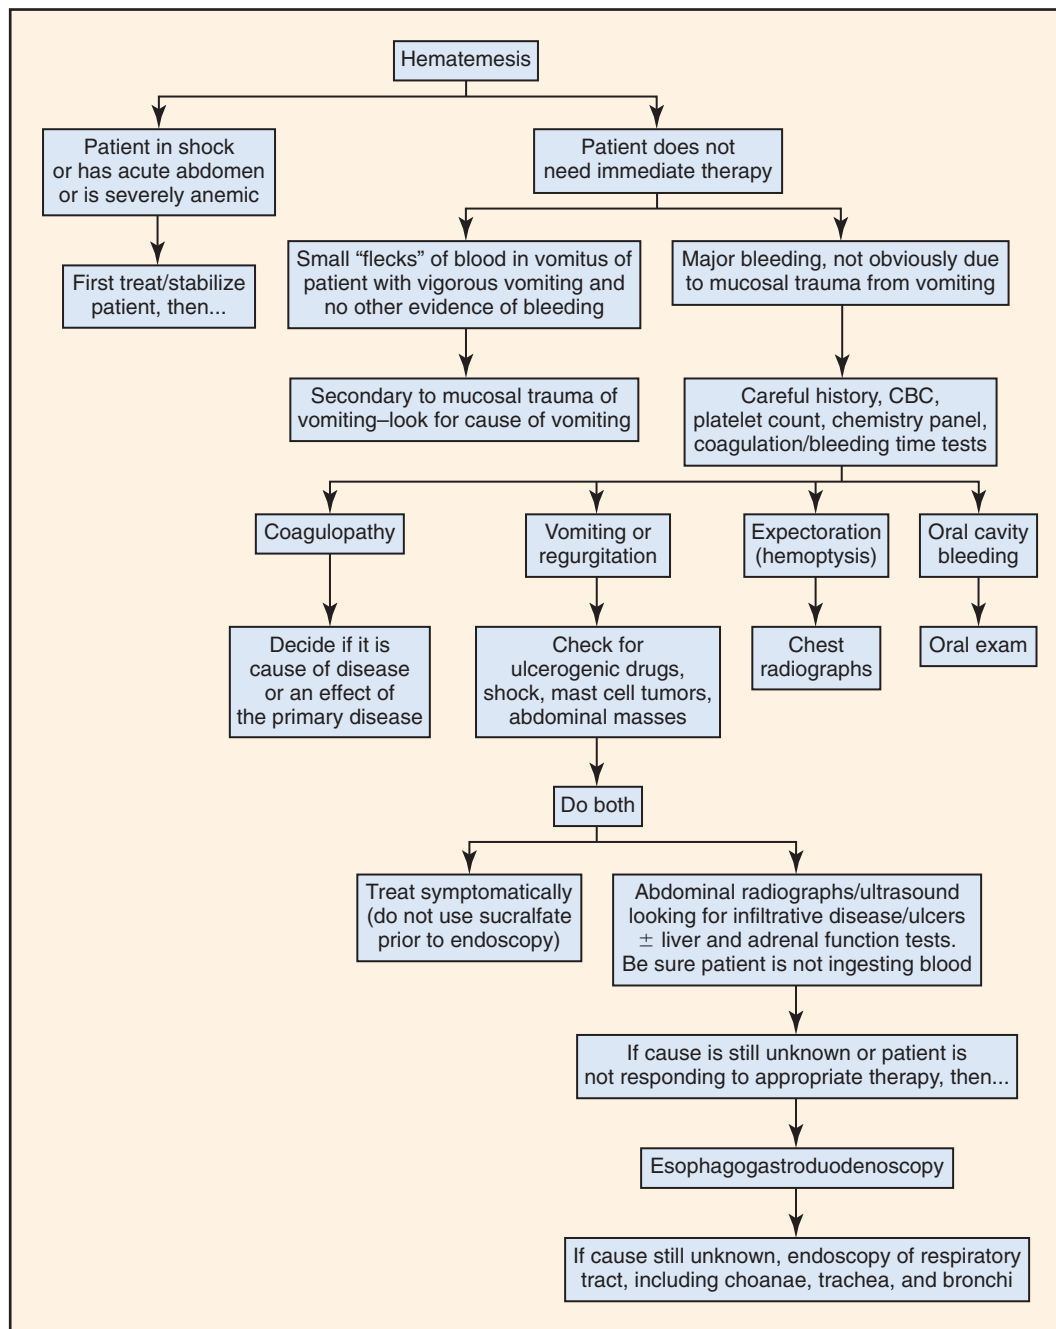 Hematemesis
Patient in shock
or has acute abdomen
or is severely anemic
Patient does not
need immediate therapy
First treat/stabilize
patient, then...
Small “flecks” of blood in vomitus of
patient with vigorous vomiting and
no other evidence of bleeding
Major bleeding, not obviously due
to mucosal trauma from vomiting
Secondary to mucosal trauma of
vomiting–look for cause of vomiting
Careful history, CBC,
platelet count, chemistry panel,
coagulation/bleeding time tests
Coagulopathy
Vomiting or
regurgitation
Expectoration
(hemoptysis)
Oral cavity
bleeding
Decide if it is
cause of disease
or an effect of
the primary disease
Check for
ulcerogenic drugs,
shock, mast cell tumors,
abdominal masses
Chest
radiographs
Oral exam
Do both
Treat symptomatically
(do not use sucralfate
prior to endoscopy)
Abdominal radiographs/ultrasound
looking for infiltrative disease/ulcers
± liver and adrenal function tests.
Be sure patient is not ingesting blood
If cause is still unknown or patient is
not responding to appropriate therapy, then...
Esophagogastroduodenoscopy
If cause still unknown, endoscopy of respiratory
tract, including choanae, trachea, and bronchi